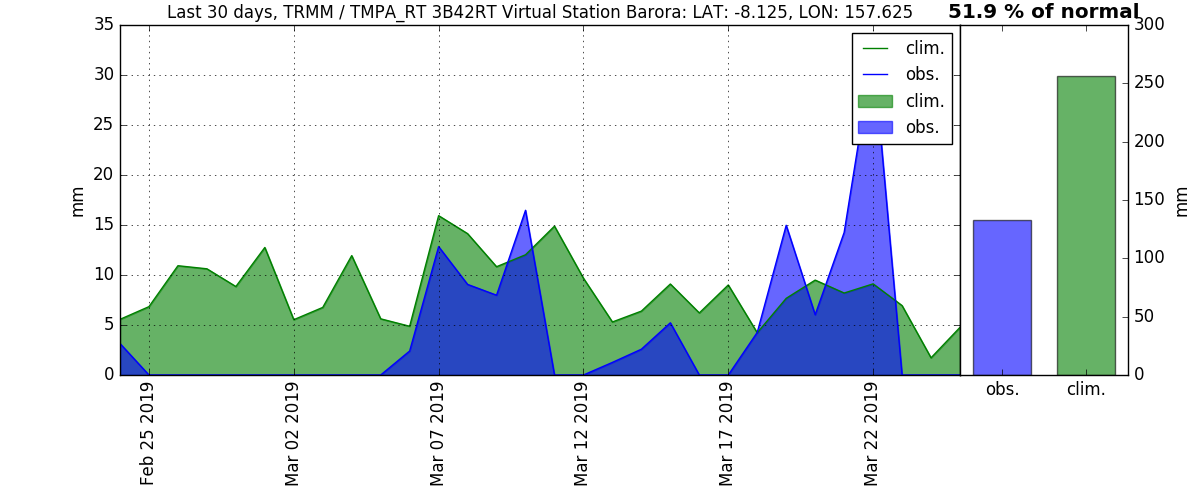 Last 30 days, TRMM / TMPA_RT 3B42RT Virtual Station Barora: LAT: -8.125, LON: 157.625
51.9 % of normal
35
30
25
20
15
10
5
0
mm
clim.
obs.
clim.
obs.
300
250
200
150
100
50
0
mm
obs.
clim.
Feb 25 2019
Mar 02 2019
Mar 07 2019
Mar 12 2019
Mar 17 2019
Mar 22 2019